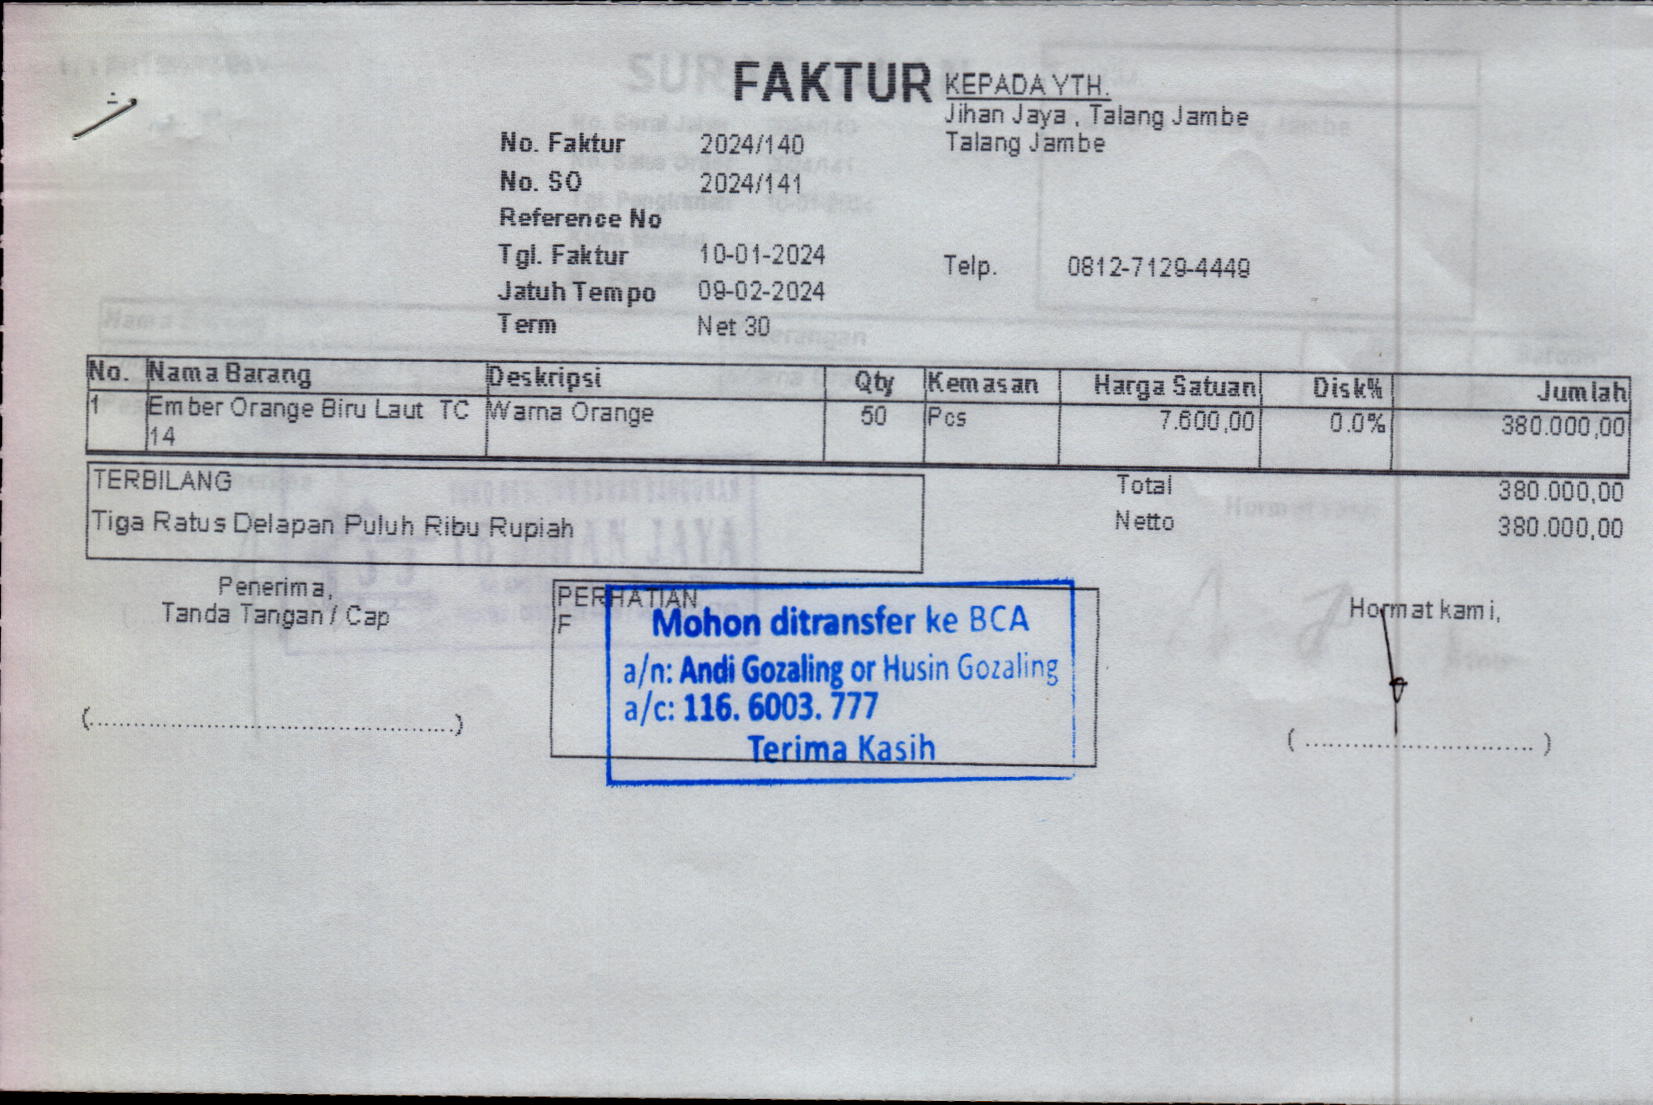 FAKTUR
KEPADA YTH.
Jihan Jaya , Talang Jambe
Talang Jambe
No. Faktur 2024/140
No. SO 2024/141
Reference No
Tgl. Faktur 10-01-2024
Telp. 0812-7129-4449
Jatuh Tempo 09-02-2024
Term Net 30
No. Nama Barang Deskripsi Qty Kemasan Harga Satuan Disk% Jumlah
1 Ember Orange Biru Laut TC Warna Orange 50 Pcs 7.600,00 0.0% 380.000,00
14
TERBILANG
Tiga Ratus Delapan Puluh Ribu Rupiah
Total 380.000,00
Netto 380.000,00
Penerima,
Tanda Tangan / Cap
(..................................................)
PERHATIAN
F
Mohon ditransfer ke BCA
a/n: Andi Gozaling or Husin Gozaling
a/c: 116. 6003. 777
Terima Kasih
Hormat kami,
( ................................ )